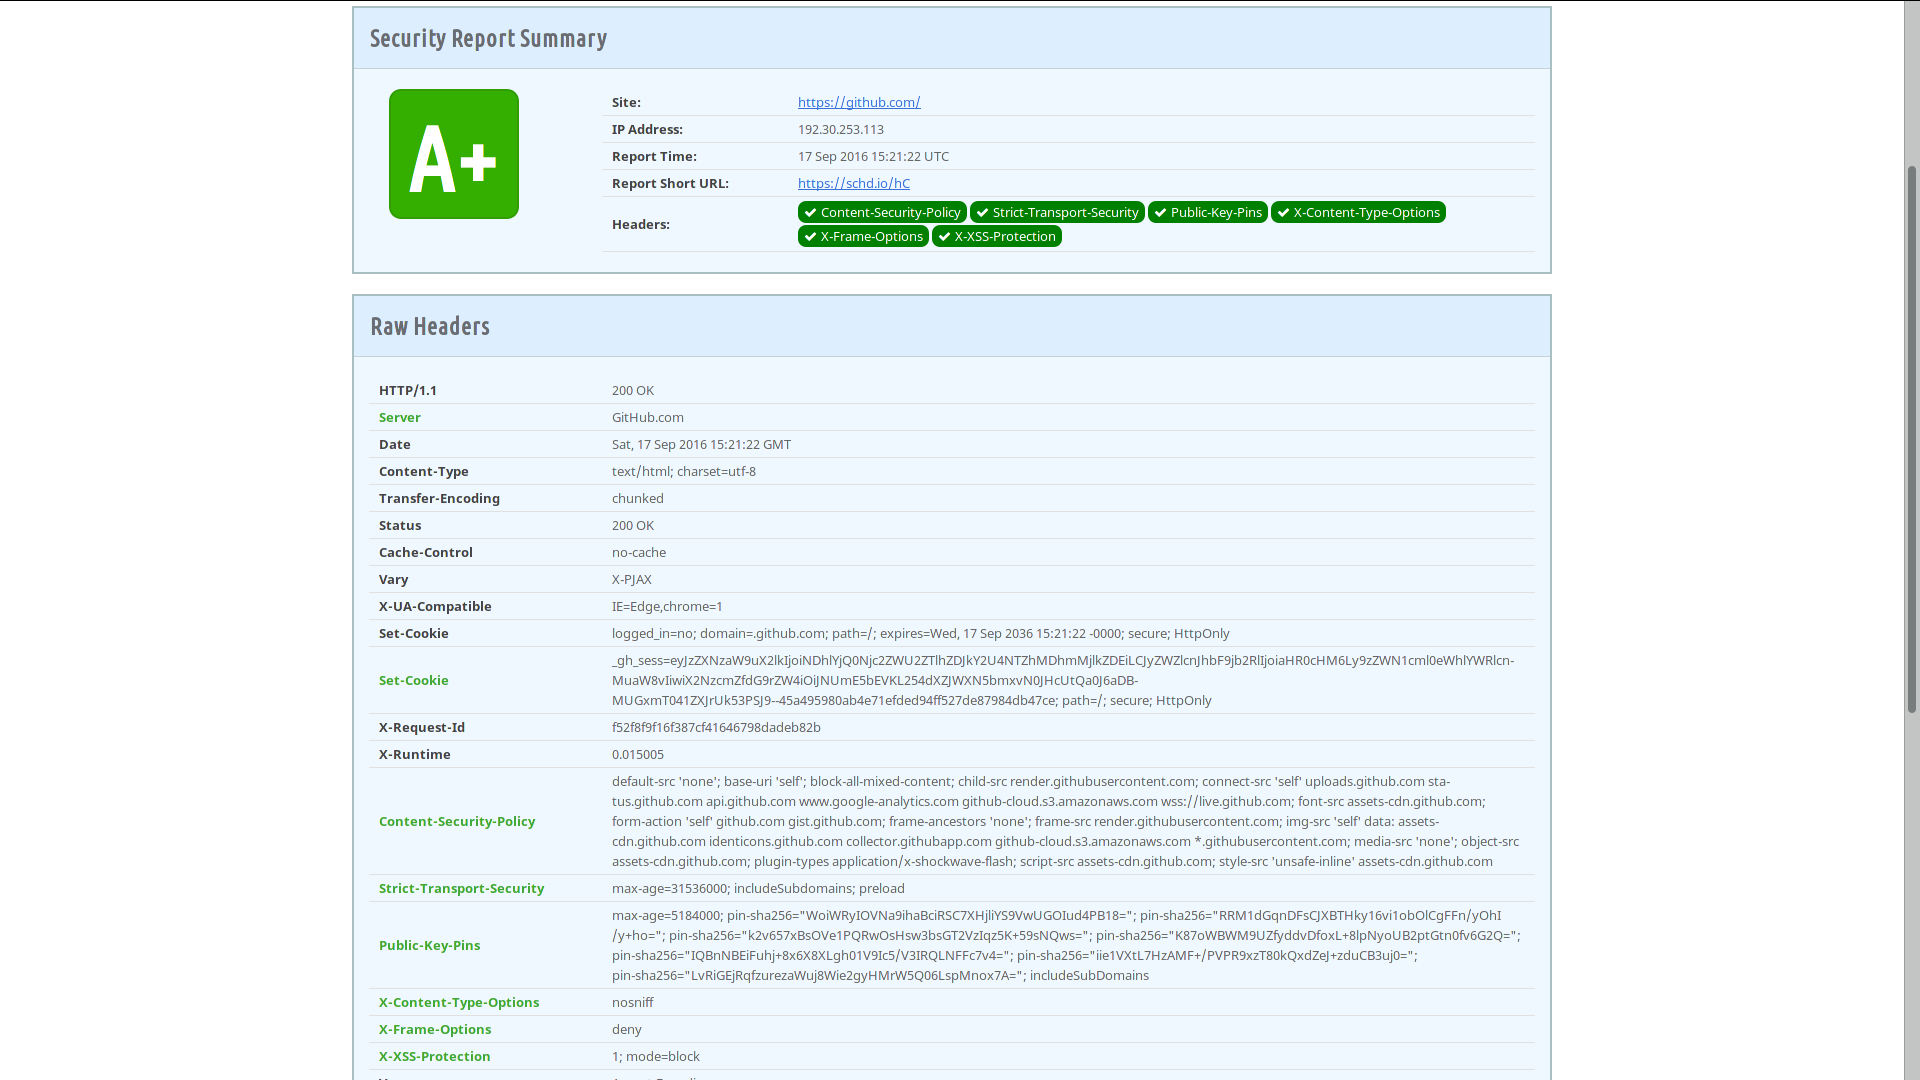 Security Report Summary
A+
Site: https://github.com/
IP Address: 192.30.253.113
Report Time: 17 Sep 2016 15:21:22 UTC
Report Short URL: https://schd.io/hC
Headers: Content-Security-Policy Strict-Transport-Security Public-Key-Pins X-Content-Type-Options
X-Frame-Options X-XSS-Protection
Raw Headers
HTTP/1.1 200 OK
Server GitHub.com
Date Sat, 17 Sep 2016 15:21:22 GMT
Content-Type text/html; charset=utf-8
Transfer-Encoding chunked
Status 200 OK
Cache-Control no-cache
Vary X-PJAX
X-UA-Compatible IE=Edge,chrome=1
Set-Cookie logged_in=no; domain=.github.com; path=/; expires=Wed, 17 Sep 2036 15:21:22 -0000; secure; HttpOnly
Set-Cookie _gh_sess=eyJzZXNzaW9uX2lkIjoiNDhlYjQ0Njc2ZWU2ZTlhZDJkY2U4NTZhMDhmMjlkZDEiLCJyZWZlcnJhbF9jb2RlIjoiaHR0cHM6Ly9zZWN1cml0eWhlYWRlcn-
MuaW8vIiwiX2NzcmZfdG9rZW4iOiJNUmE5bEVKL254dXZJWXN5bmxvN0JHcUtQa0J6aDB-
MUGxmT041ZXJrUk53PSJ9--45a495980ab4e71efded94ff527de87984db47ce; path=/; secure; HttpOnly
X-Request-Id f52f8f9f16f387cf41646798dadeb82b
X-Runtime 0.015005
Content-Security-Policy default-src 'none'; base-uri 'self'; block-all-mixed-content; child-src render.githubusercontent.com; connect-src 'self' uploads.github.com sta-
tus.github.com api.github.com www.google-analytics.com github-cloud.s3.amazonaws.com wss://live.github.com; font-src assets-cdn.github.com;
form-action 'self' github.com gist.github.com; frame-ancestors 'none'; frame-src render.githubusercontent.com; img-src 'self' data: assets-
cdn.github.com identicons.github.com collector.githubapp.com github-cloud.s3.amazonaws.com *.githubusercontent.com; media-src 'none'; object-src
assets-cdn.github.com; plugin-types application/x-shockwave-flash; script-src assets-cdn.github.com; style-src 'unsafe-inline' assets-cdn.github.com
Strict-Transport-Security max-age=31536000; includeSubdomains; preload
Public-Key-Pins max-age=5184000; pin-sha256="WoiWRyIOVNa9ihaBciRSC7XHjliYS9VwUGOIud4PB18="; pin-sha256="RRM1dGqnDFsCJXBTHky16vi1obOlCgFFn/yOhI
/y+ho="; pin-sha256="k2v657xBsOVe1PQRwOsHsw3bsGT2VzIqz5K+59sNQws="; pin-sha256="K87oWBWM9UZfyddvDfoxL+8lpNyoUB2ptGtn0fv6G2Q=";
pin-sha256="IQBnNBEiFuhj+8x6X8XLgh01V9Ic5/V3IRQLNFFc7v4="; pin-sha256="iie1VXtL7HzAMF+/PVPR9xzT80kQxdZeJ+zduCB3uj0=";
pin-sha256="LvRiGEjRqfzurezaWuj8Wie2gyHMrW5Q06LspMnox7A="; includeSubDomains
X-Content-Type-Options nosniff
X-Frame-Options deny
X-XSS-Protection 1; mode=block